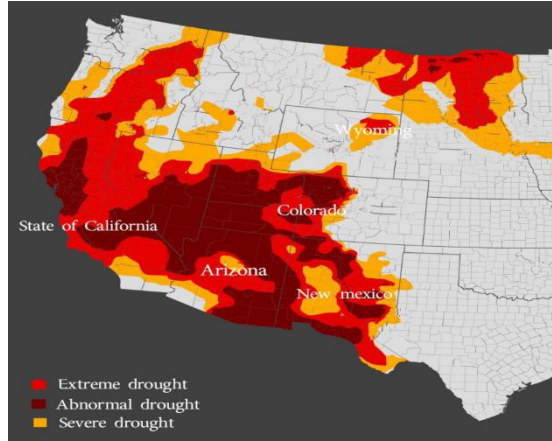 Wyoming
Colorado
State of California
Arizona
New mexico
Extreme drought
Abnormal drought
Severe drought